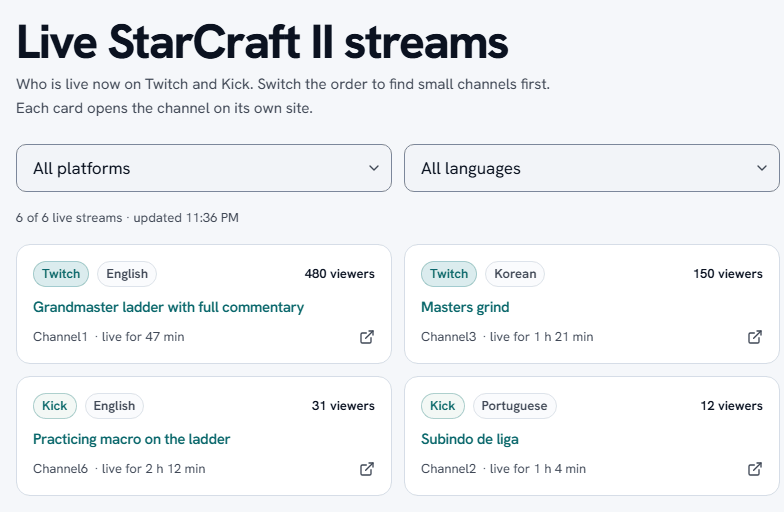 Live StarCraft II streams
Who is live now on Twitch and Kick. Switch the order to find small channels first.
Each card opens the channel on its own site.
All platforms
All languages
6 of 6 live streams · updated 11:36 PM
Twitch English 480 viewers
Grandmaster ladder with full commentary
Channel1 · live for 47 min
Twitch Korean 150 viewers
Masters grind
Channel3 · live for 1 h 21 min
Kick English 31 viewers
Practicing macro on the ladder
Channel6 · live for 2 h 12 min
Kick Portuguese 12 viewers
Subindo de liga
Channel2 · live for 1 h 4 min